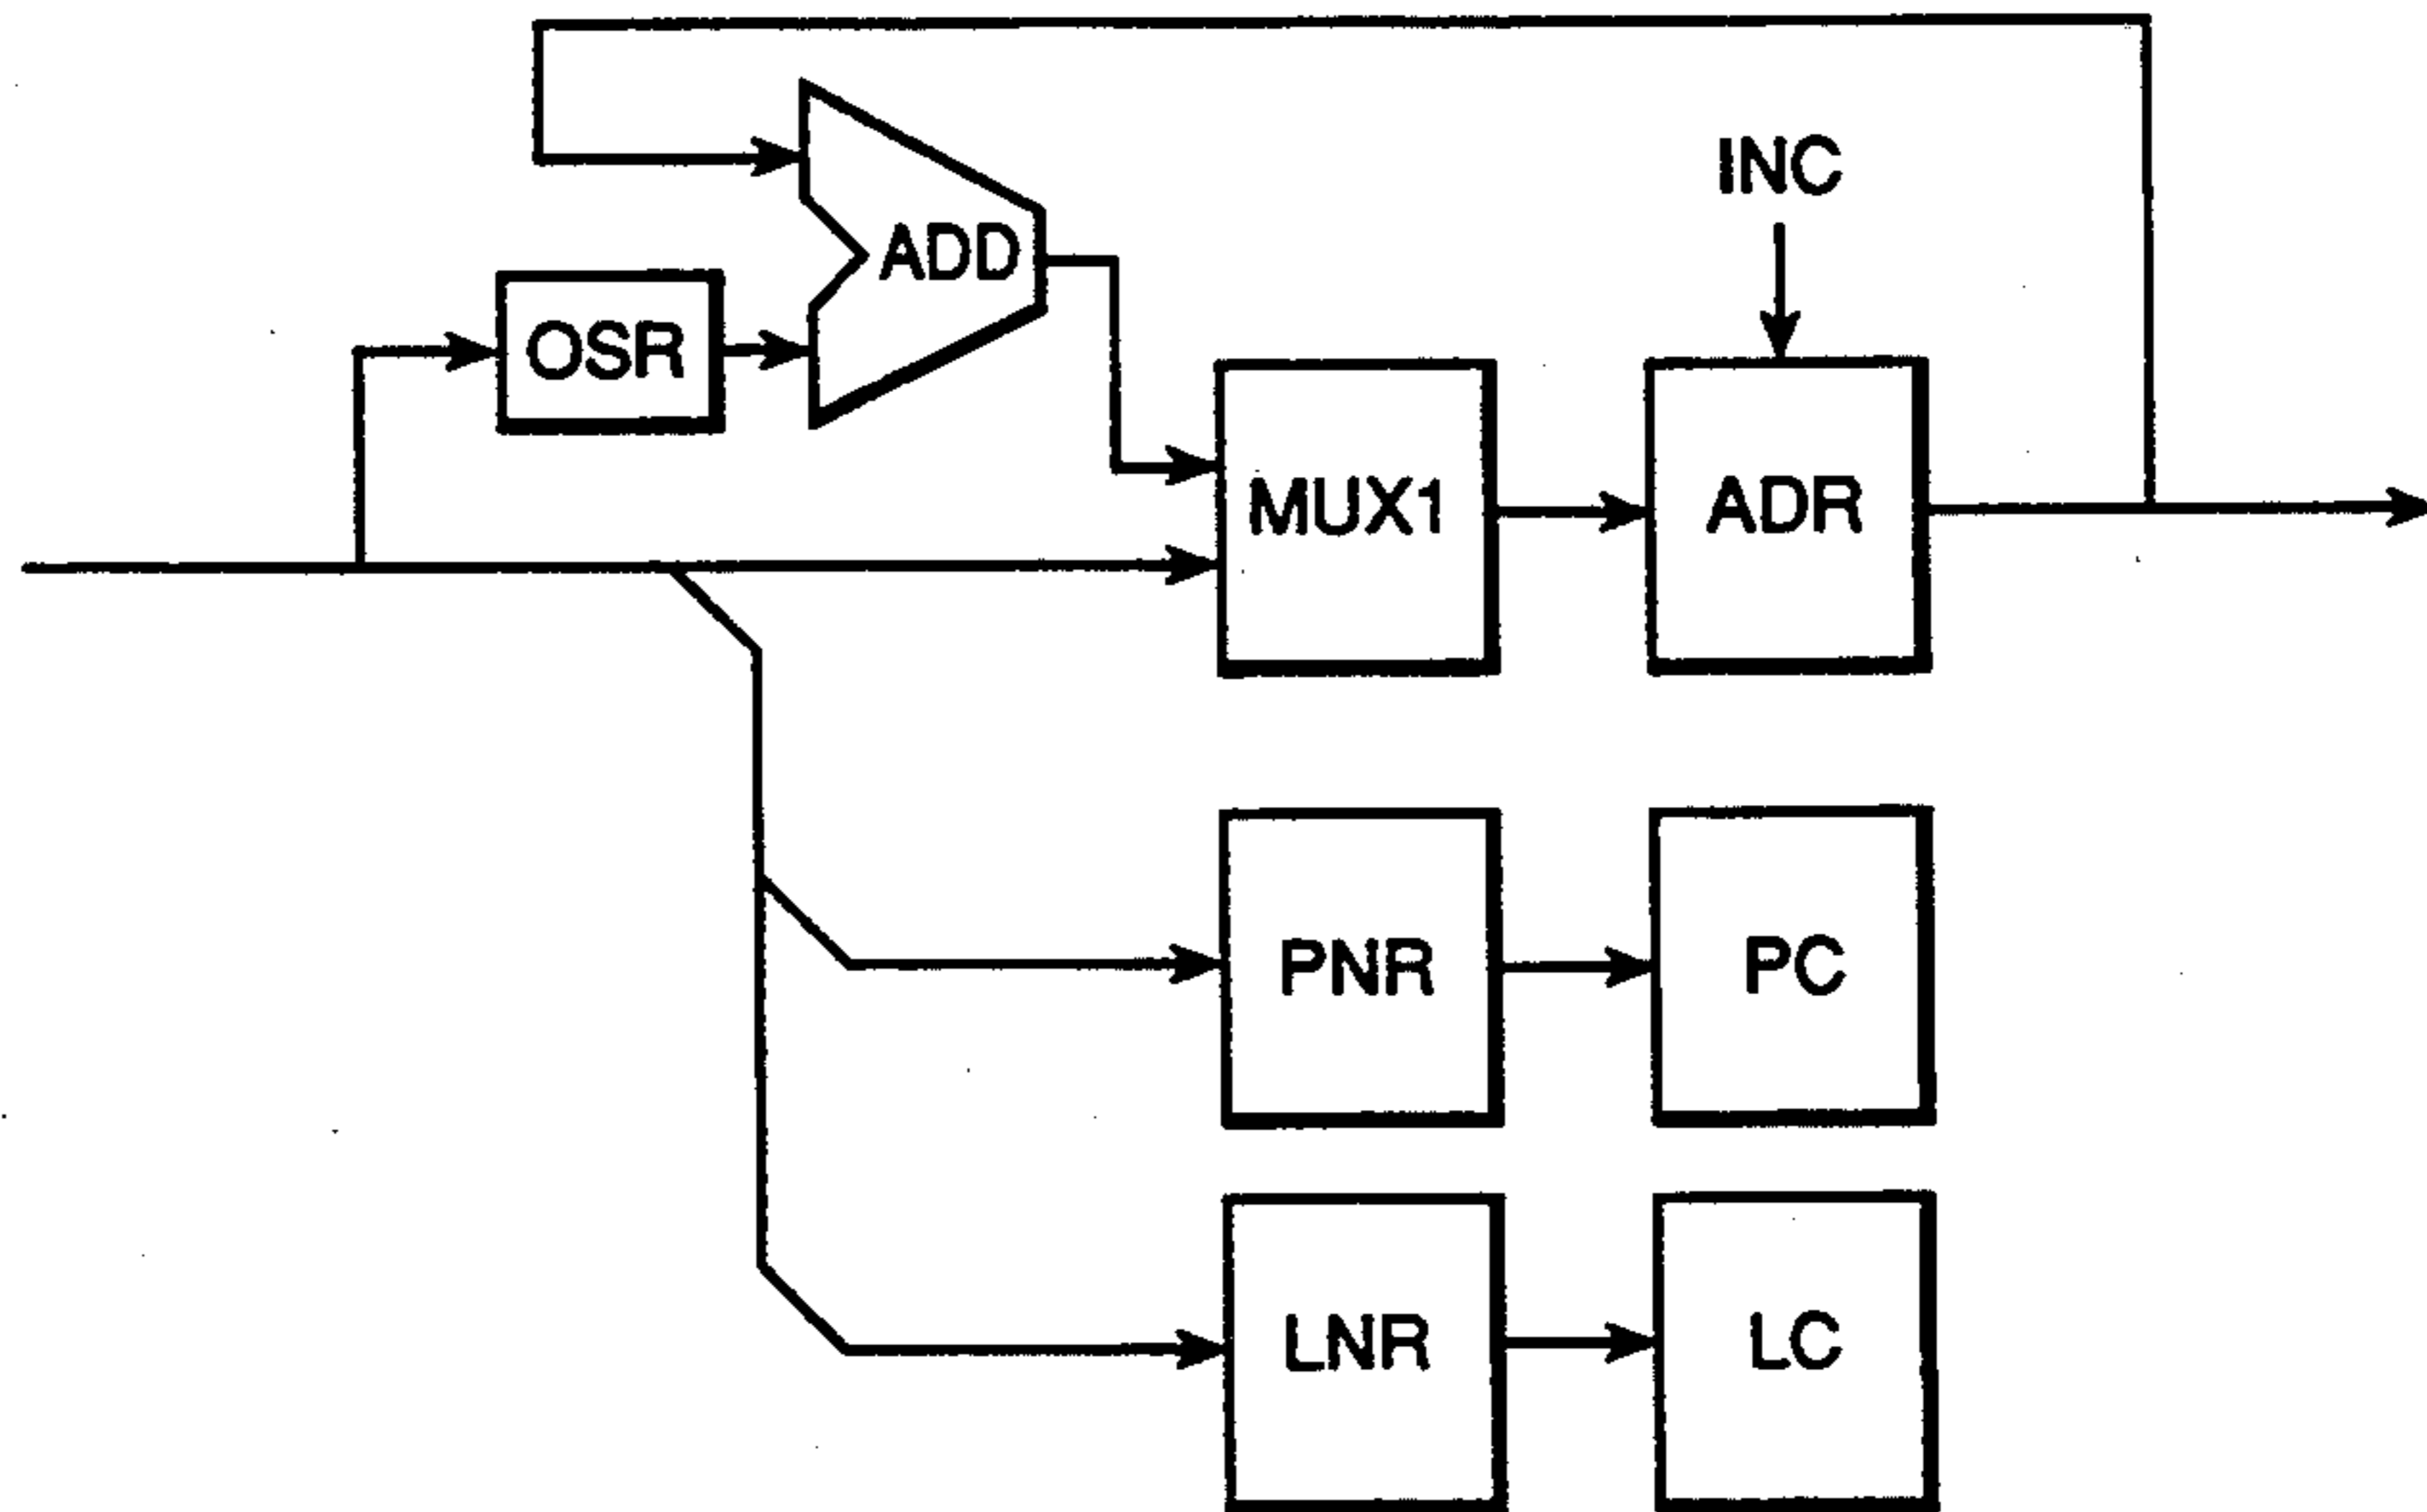 INC
ADD
OSR
MUX1
ADR
PNR
PC
LNR
LC